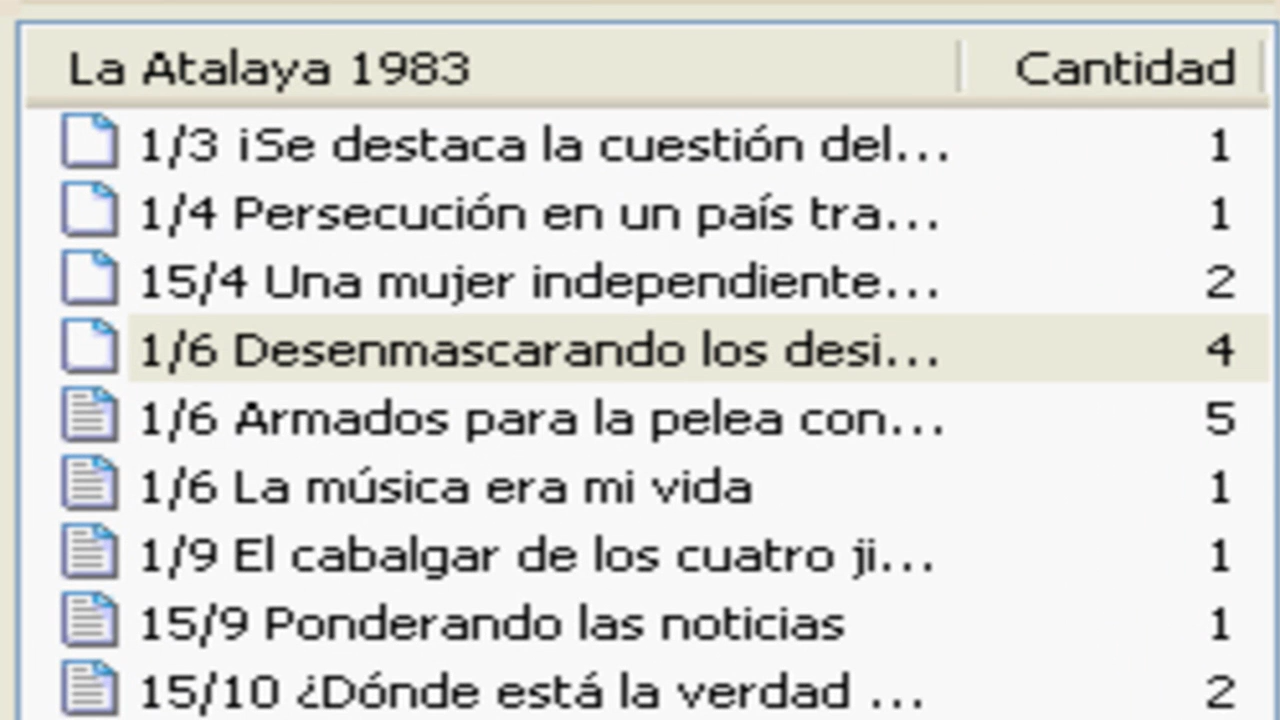 La Atalaya 1983 Cantidad
1/3 ¡Se destaca la cuestión del... 1
1/4 Persecución en un país tra... 1
15/4 Una mujer independiente... 2
1/6 Desenmascarando los desi... 4
1/6 Armados para la pelea con... 5
1/6 La música era mi vida 1
1/9 El cabalgar de los cuatro ji... 1
15/9 Ponderando las noticias 1
15/10 ¿Dónde está la verdad ... 2